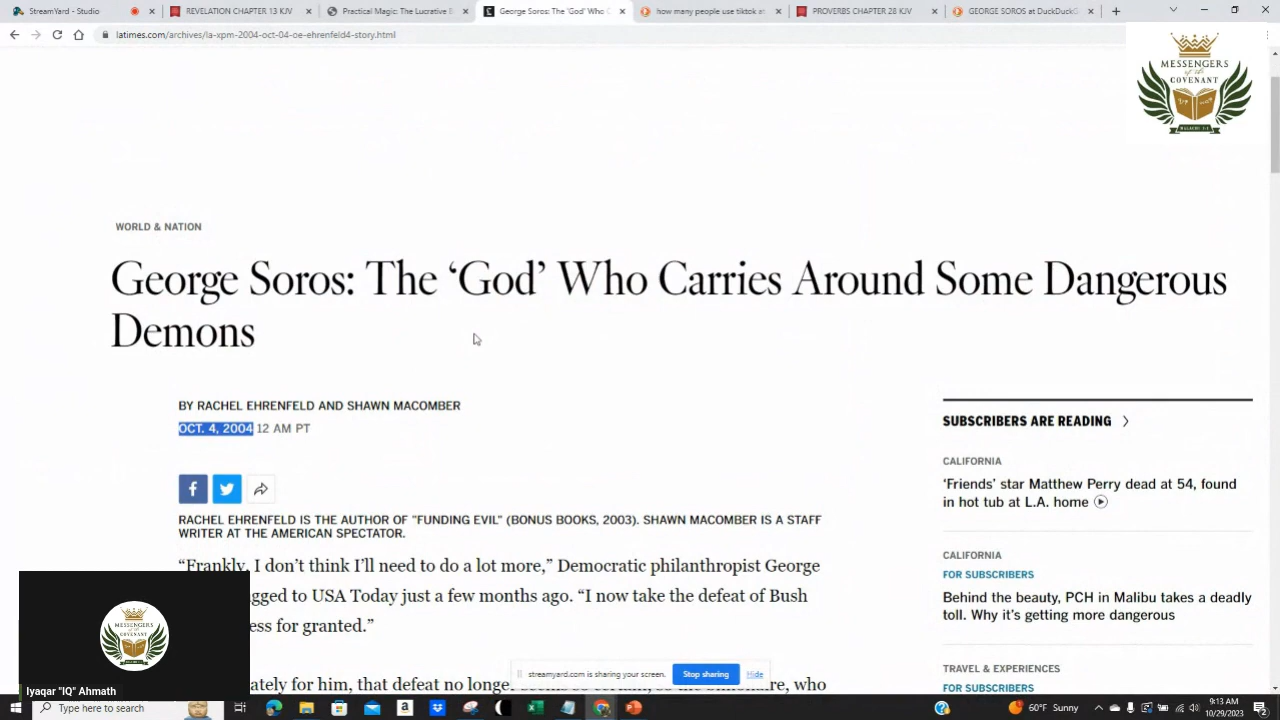 StreamYard
REVELATION CHAPTER 13 KJV
Practical Magic: The Lucrative B
George Soros: The 'God' Who C
how many people use tiktok at
PROVERBS CHAPTER 28 KJV
GEORGE SOROS at DuckDuckG
latimes.com/archives/la-xpm-2004-oct-04-oe-ehrenfeld4-story.html
MESSENGERS
of the
COVENANT
MALACHI 3:1
WORLD & NATION
George Soros: The ‘God’ Who Carries Around Some Dangerous
Demons
BY RACHEL EHRENFELD AND SHAWN MACOMBER
OCT. 4, 2004 12 AM PT
RACHEL EHRENFELD IS THE AUTHOR OF "FUNDING EVIL" (BONUS BOOKS, 2003). SHAWN MACOMBER IS A STAFF
WRITER AT THE AMERICAN SPECTATOR.
“Frankly, I don’t think I’ll need to do a lot more,” Democratic philanthropist George
gged to USA Today just a few months ago. “I now take the defeat of Bush
ess for granted.”
ately for him, that defeat no longer
who
SUBSCRIBERS ARE READING
CALIFORNIA
‘Friends’ star Matthew Perry dead at 54, found
in hot tub at L.A. home
CALIFORNIA
FOR SUBSCRIBERS
Behind the beauty, PCH in Malibu takes a deadly
toll. Why it’s getting more dangerous
TRAVEL & EXPERIENCES
FOR SUBSCRIBERS
streamyard.com is sharing your screen.
Stop sharing
Hide
MESSENGERS
of the
COVENANT
Iyaqar "IQ" Ahmath
Type here to search
60°F Sunny
9:13 AM
10/29/2023